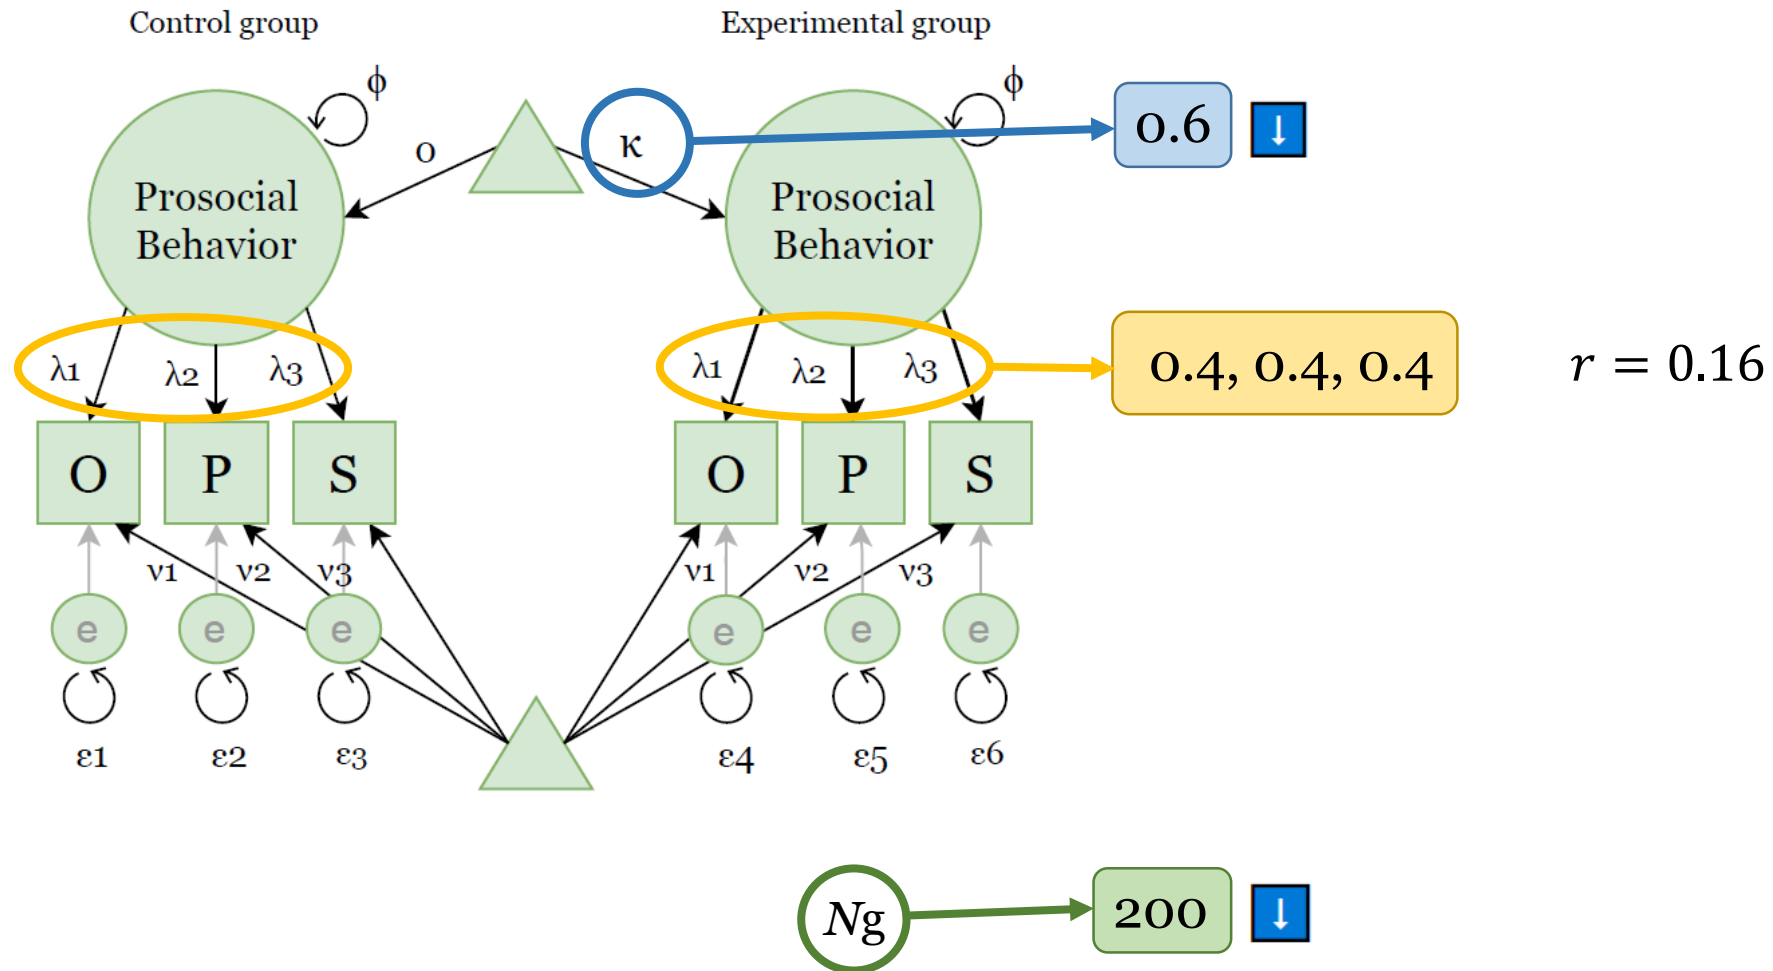 Control group
Experimental group
ϕ
ϕ
o
κ
0.6
↓
Prosocial
Behavior
Prosocial
Behavior
λ1
λ2
λ3
λ1
λ2
λ3
0.4, 0.4, 0.4
r = 0.16
O
P
S
O
P
S
ν1
ν2
ν3
ν1
ν2
ν3
e
e
e
e
e
e
ε1
ε2
ε3
ε4
ε5
ε6
Ng
200
↓